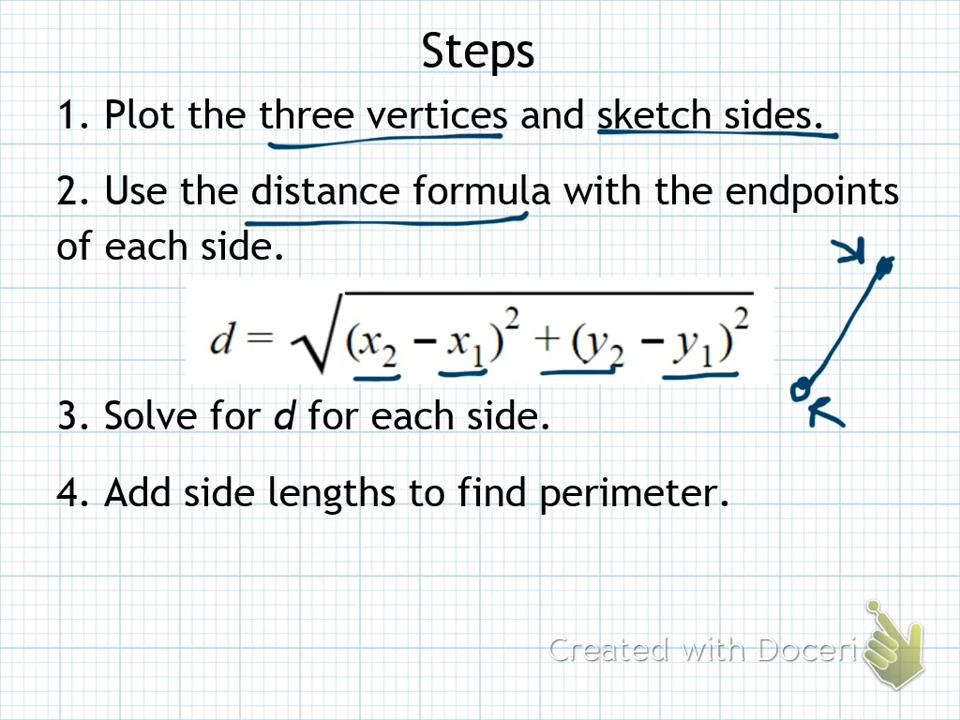 Steps
1. Plot the three vertices and sketch sides.
2. Use the distance formula with the endpoints
of each side.
d = √(x₂ − x₁)² + (y₂ − y₁)²
3. Solve for d for each side.
4. Add side lengths to find perimeter.
Created with Doceri